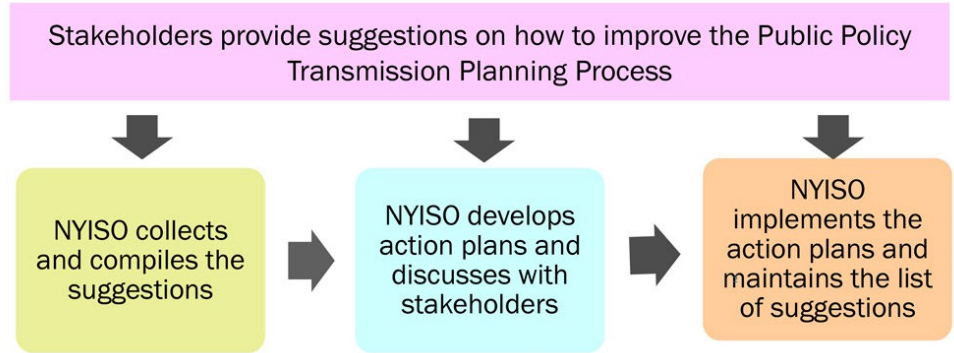 Stakeholders provide suggestions on how to improve the Public Policy
Transmission Planning Process
NYISO collects
and compiles the
suggestions
NYISO develops
action plans and
discusses with
stakeholders
NYISO
implements the
action plans and
maintains the list
of suggestions